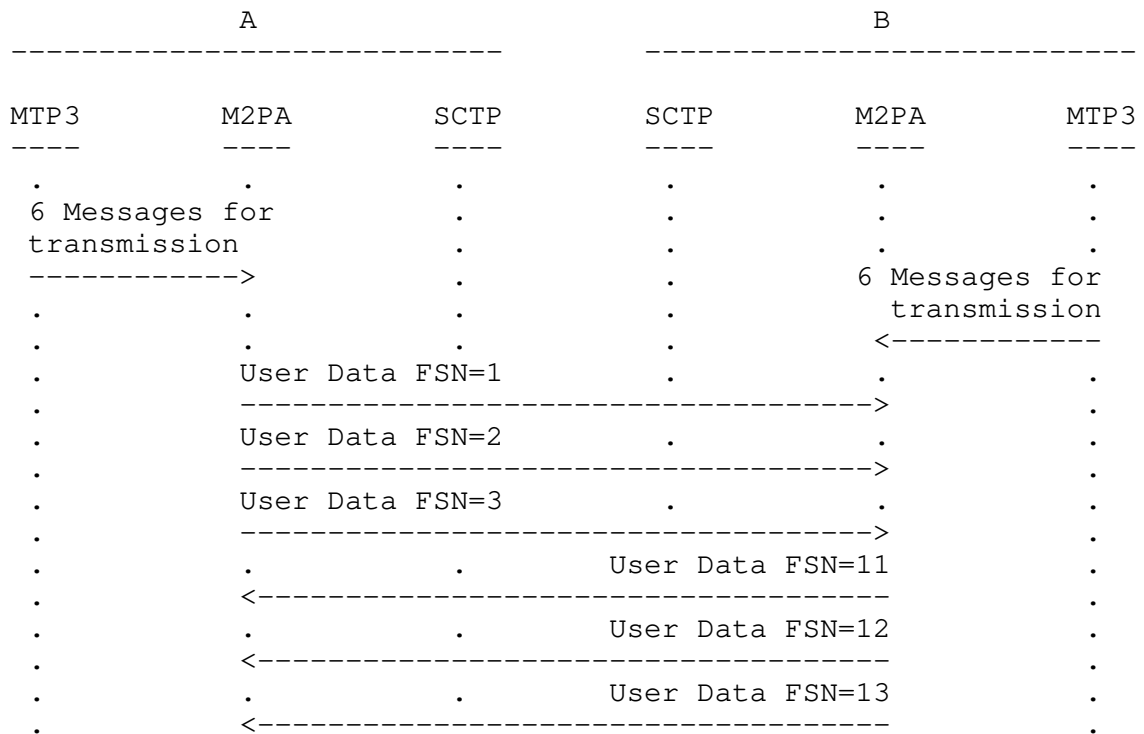 A B
---------------------------- ----------------------------
MTP3 M2PA SCTP SCTP M2PA MTP3
---- ---- ---- ---- ---- ----
. . . . . .
6 Messages for . . . .
transmission . . . .
------------> . . 6 Messages for
. . . . transmission
. . . . <------------
. User Data FSN=1 . . .
. ------------------------------------> .
. User Data FSN=2 . . .
. ------------------------------------> .
. User Data FSN=3 . . .
. ------------------------------------> .
. . . User Data FSN=11 .
. <------------------------------------ .
. . . User Data FSN=12 .
. <------------------------------------ .
. . . User Data FSN=13 .
. <------------------------------------ .